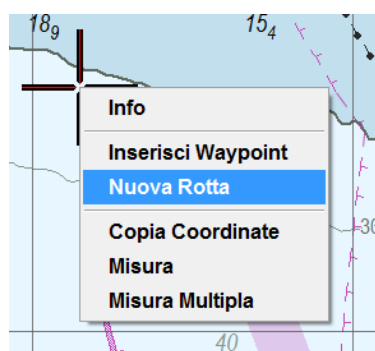 18₉
15₄
Info
Inserisci Waypoint
Nuova Rotta
Copia Coordinate
30
Misura
Misura Multipla
40